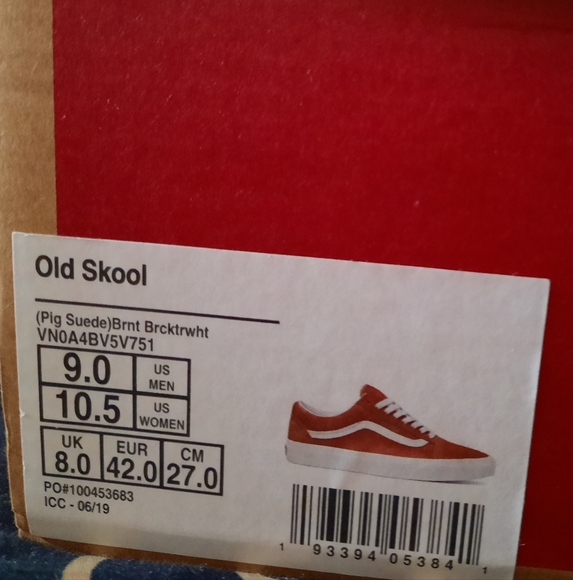 Old Skool
(Pig Suede)Brnt Brcktrwht
VN0A4BV5V751
9.0 US MEN
10.5 US WOMEN
UK EUR CM
8.0 42.0 27.0
PO#100453683
ICC - 06/19
1 93394 05384 1